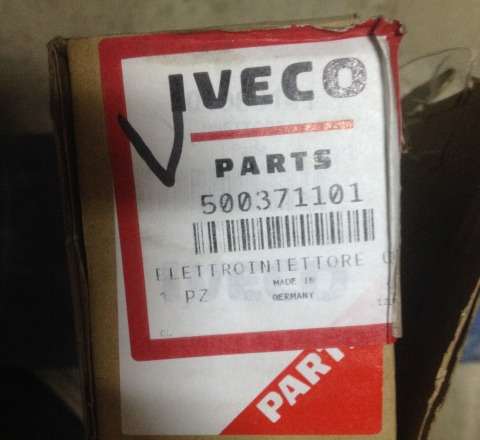 IVECO
PARTS
500371101
ELETTROINIETTORE
1 PZ
MADE IN
GERMANY
PART